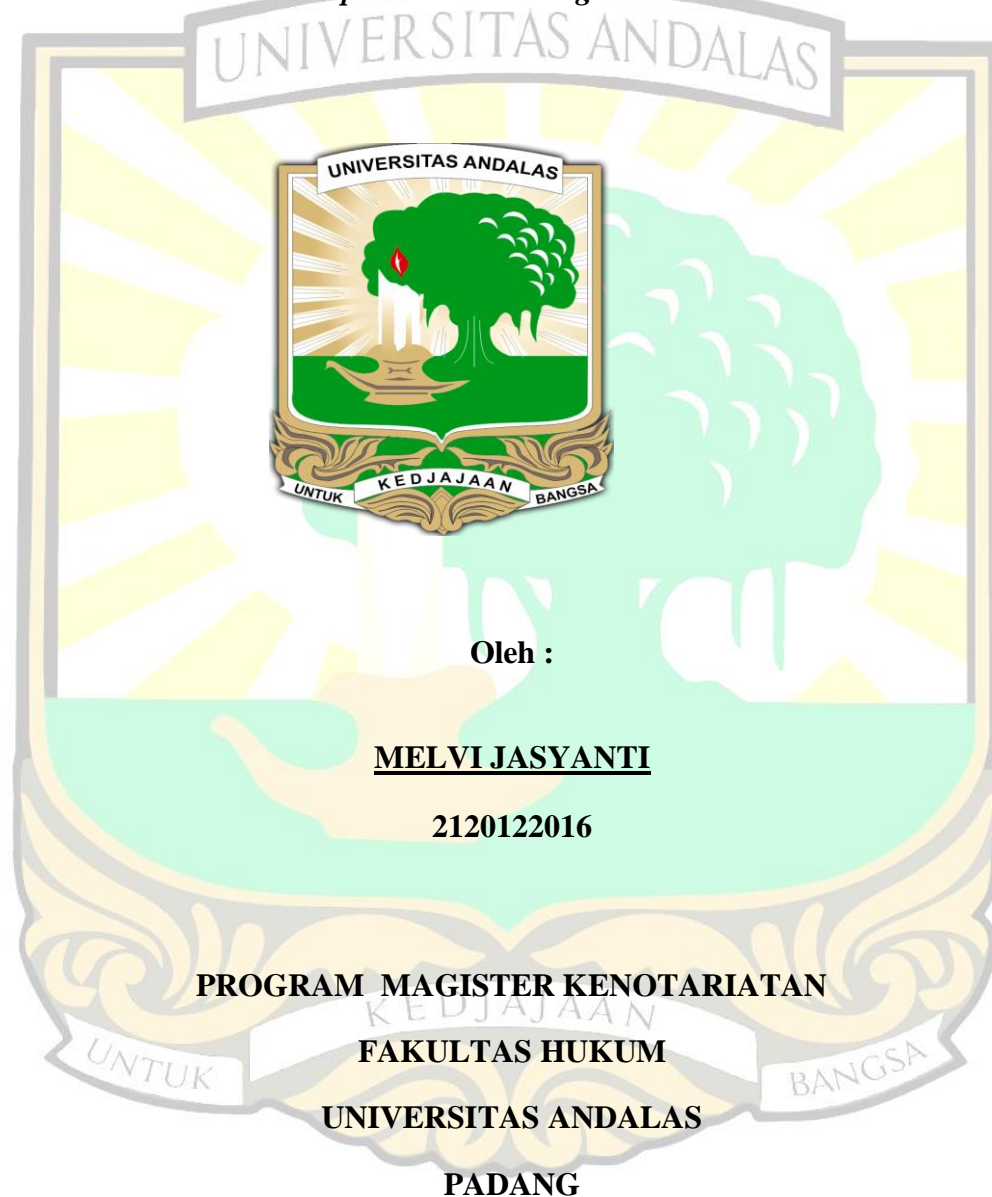 UNIVERSITAS ANDALAS
UNIVERSITAS ANDALAS
UNTUK KEDJAJAAN BANGSA
Oleh :
MELVI JASYANTI
2120122016
PROGRAM MAGISTER KENOTARIATAN
KEDJAJAAN
FAKULTAS HUKUM
UNTUK BANGSA
UNIVERSITAS ANDALAS
PADANG